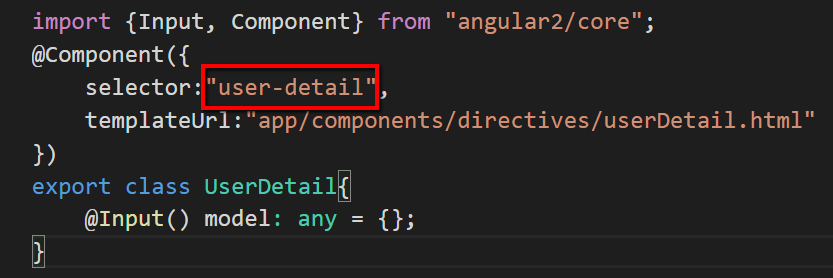 import {Input, Component} from "angular2/core";
@Component({
    selector:"user-detail",
    templateUrl:"app/components/directives/userDetail.html"
})
export class UserDetail{
    @Input() model: any = {};
}